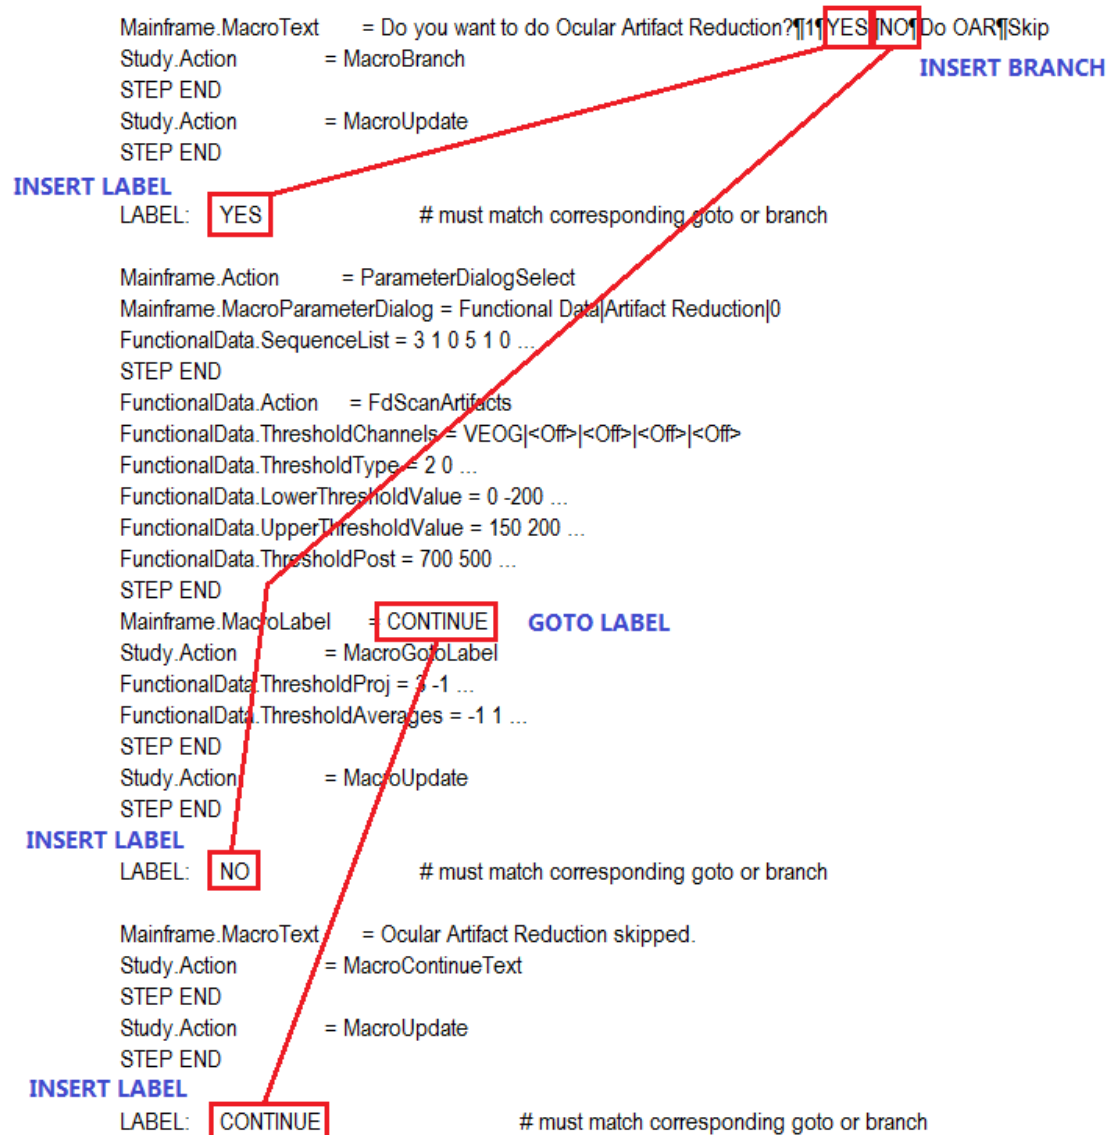 Mainframe.MacroText = Do you want to do Ocular Artifact Reduction?¶1¶YES¶NO¶Do OAR¶Skip
Study.Action = MacroBranch
INSERT BRANCH
STEP END
Study.Action = MacroUpdate
STEP END
INSERT LABEL
LABEL: YES # must match corresponding goto or branch
Mainframe.Action = ParameterDialogSelect
Mainframe.MacroParameterDialog = Functional Data|Artifact Reduction|0
FunctionalData.SequenceList = 3 1 0 5 1 0 ...
STEP END
FunctionalData.Action = FdScanArtifacts
FunctionalData.ThresholdChannels = VEOG|<Off>|<Off>|<Off>|<Off>
FunctionalData.ThresholdType = 2 0 ...
FunctionalData.LowerThresholdValue = 0 -200 ...
FunctionalData.UpperThresholdValue = 150 200 ...
FunctionalData.ThresholdPost = 700 500 ...
STEP END
Mainframe.MacroLabel = CONTINUE GOTO LABEL
Study.Action = MacroGotoLabel
FunctionalData.ThresholdProj = 3 -1 ...
FunctionalData.ThresholdAverages = -1 1 ...
STEP END
Study.Action = MacroUpdate
STEP END
INSERT LABEL
LABEL: NO # must match corresponding goto or branch
Mainframe.MacroText = Ocular Artifact Reduction skipped.
Study.Action = MacroContinueText
STEP END
Study.Action = MacroUpdate
STEP END
INSERT LABEL
LABEL: CONTINUE # must match corresponding goto or branch